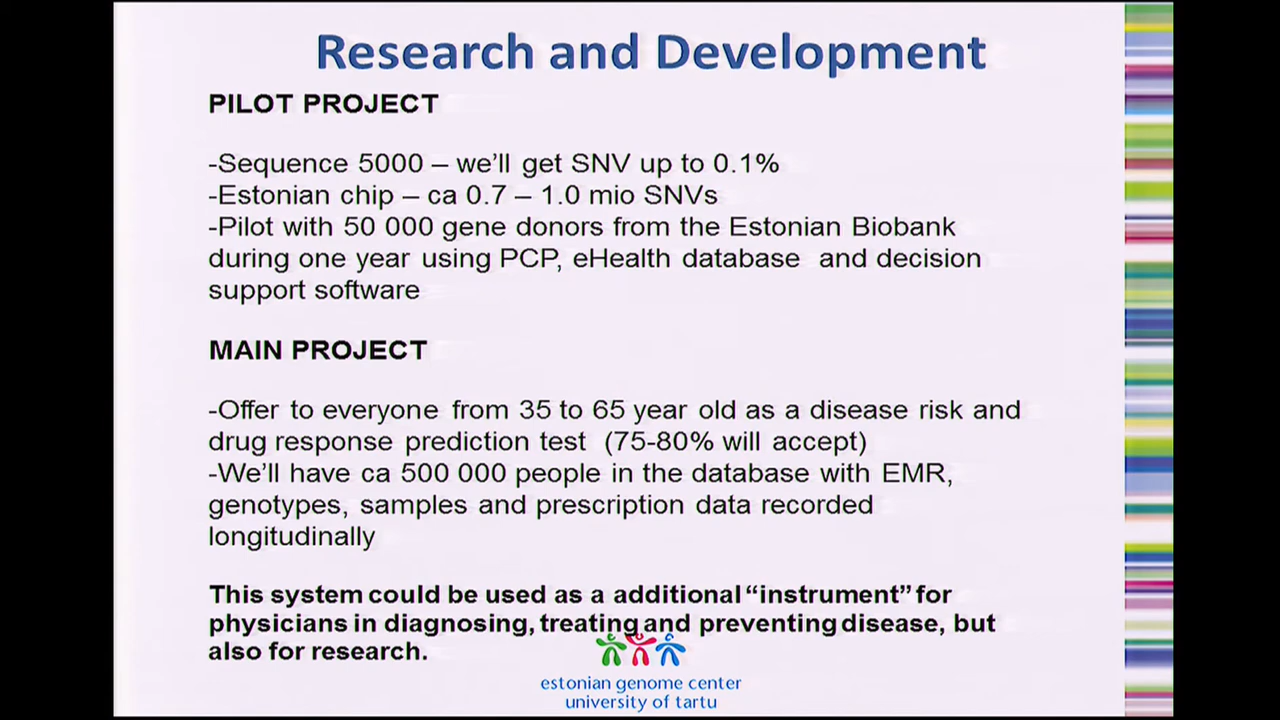 Research and Development
PILOT PROJECT
-Sequence 5000 – we'll get SNV up to 0.1%
-Estonian chip – ca 0.7 – 1.0 mio SNVs
-Pilot with 50 000 gene donors from the Estonian Biobank
during one year using PCP, eHealth database and decision
support software
MAIN PROJECT
-Offer to everyone from 35 to 65 year old as a disease risk and
drug response prediction test (75-80% will accept)
-We'll have ca 500 000 people in the database with EMR,
genotypes, samples and prescription data recorded
longitudinally
This system could be used as a additional “instrument” for
physicians in diagnosing, treating and preventing disease, but
also for research.
estonian genome center
university of tartu